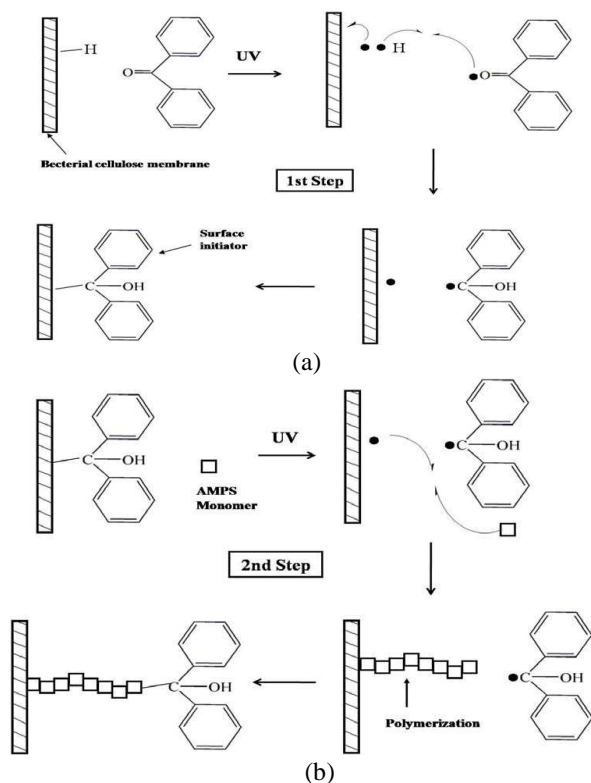 H
O
UV
H
O
Becterial cellulose membrane
1st Step
Surface
initiator
C
OH
C
OH
(a)
C
OH
UV
C
OH
AMPS
Monomer
2nd Step
C
OH
C
OH
Polymerization
(b)